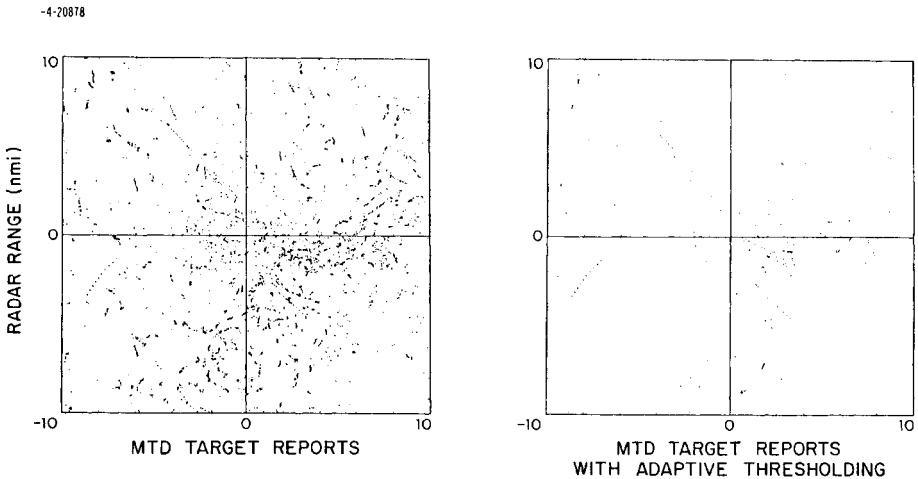 -4-20878
10
10
RADAR RANGE (nmi)
0
0
-10
0
10
-10
0
10
MTD TARGET REPORTS
MTD TARGET REPORTS
WITH ADAPTIVE THRESHOLDING